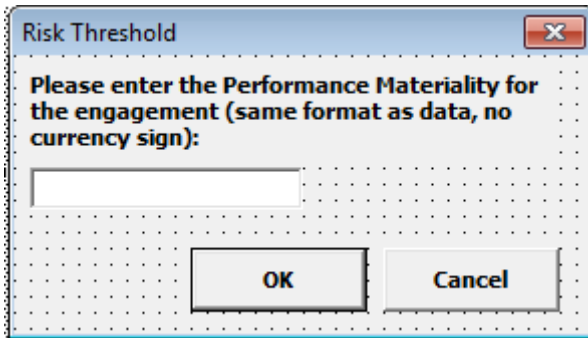 Risk Threshold
Please enter the Performance Materiality for
the engagement (same format as data, no
currency sign):
OK
Cancel